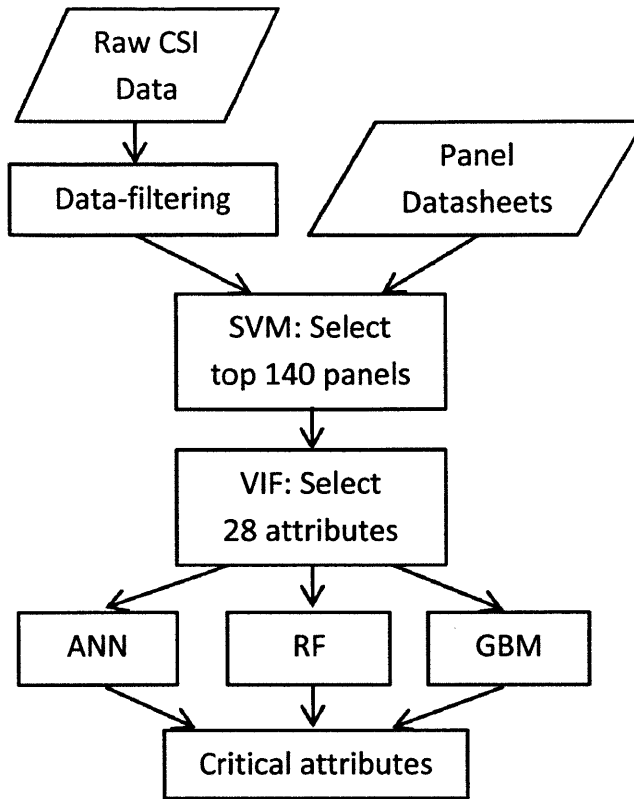 Raw CSI
Data
Data-filtering
Panel
Datasheets
SVM: Select
top 140 panels
VIF: Select
28 attributes
ANN
RF
GBM
Critical attributes